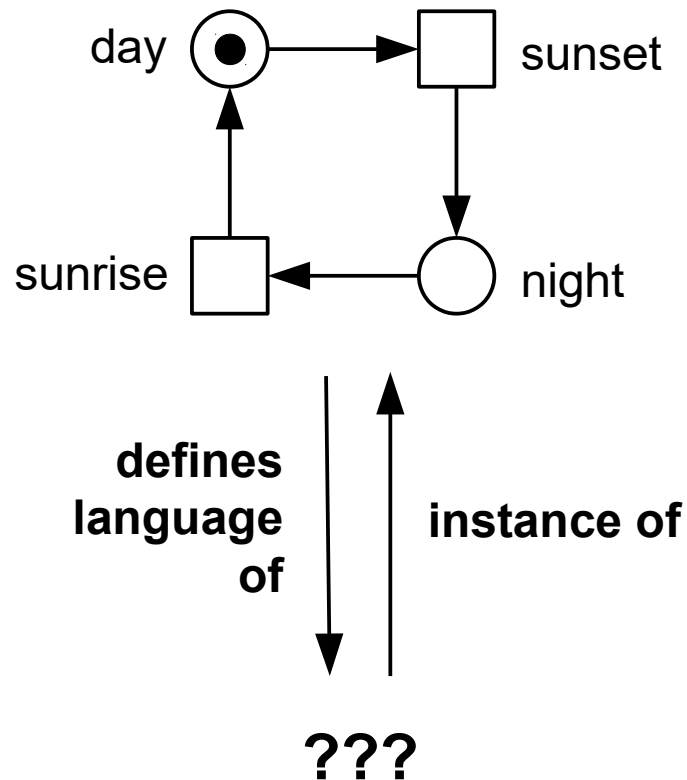 day
sunset
sunrise
night
defines
language
of
instance of
???